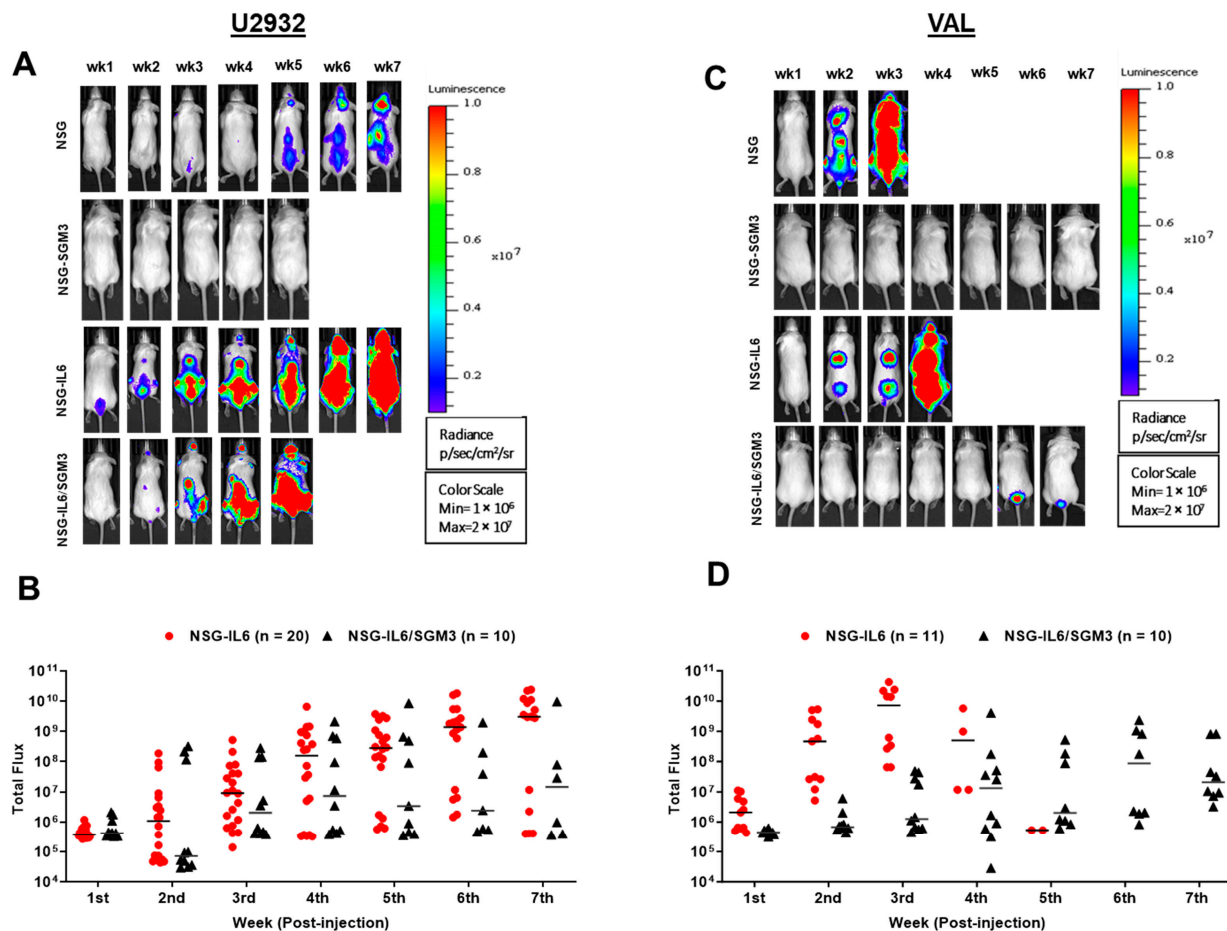 U2932
VAL
A
wk1 wk2 wk3 wk4 wk5 wk6 wk7
NSG
NSG-SGM3
NSG-IL6
NSG-IL6/SGM3
Luminescence
1.0
0.8
0.6
×10⁷
0.4
0.2
Radiance
p/sec/cm²/sr
Color Scale
Min= 1 × 10⁶
Max=2 × 10⁷
C
wk1 wk2 wk3 wk4 wk5 wk6 wk7
NSG
NSG-SGM3
NSG-IL6
NSG-IL6/SGM3
Luminescence
1.0
0.8
0.6
×10⁷
0.4
0.2
Radiance
p/sec/cm²/sr
Color Scale
Min= 1 × 10⁶
Max=2 × 10⁷
B
NSG-IL6 (n = 20) NSG-IL6/SGM3 (n = 10)
Total Flux
10¹¹
10¹⁰
10⁹
10⁸
10⁷
10⁶
10⁵
10⁴
1st 2nd 3rd 4th 5th 6th 7th
Week (Post-injection)
D
NSG-IL6 (n = 11) NSG-IL6/SGM3 (n = 10)
Total Flux
10¹¹
10¹⁰
10⁹
10⁸
10⁷
10⁶
10⁵
10⁴
1st 2nd 3rd 4th 5th 6th 7th
Week (Post-injection)